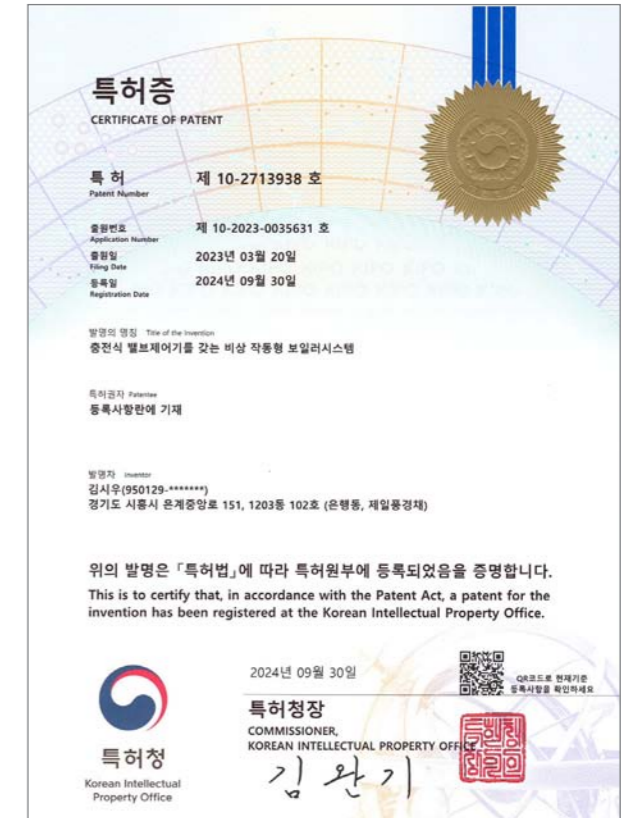 특허증
CERTIFICATE OF PATENT
특 허
Patent Number
제 10-2713938 호
출원번호
Application Number
제 10-2023-0035631 호
출원일
Filing Date
2023년 03월 20일
등록일
Registration Date
2024년 09월 30일
발명의 명칭 Title of the Invention
충전식 밸브제어기를 갖는 비상 작동형 보일러시스템
특허권자 Patentee
등록사항란에 기재
발명자 Inventor
김시우(950129-*******)
경기도 시흥시 은계중앙로 151, 1203동 102호 (은행동, 제일풍경채)
위의 발명은 「특허법」에 따라 특허원부에 등록되었음을 증명합니다.
This is to certify that, in accordance with the Patent Act, a patent for the
invention has been registered at the Korean Intellectual Property Office.
2024년 09월 30일
QR코드로 현재기준
등록사항을 확인하세요
특허청장
COMMISSIONER,
KOREAN INTELLECTUAL PROPERTY OFFICE
김완기
특허청
Korean Intellectual
Property Office